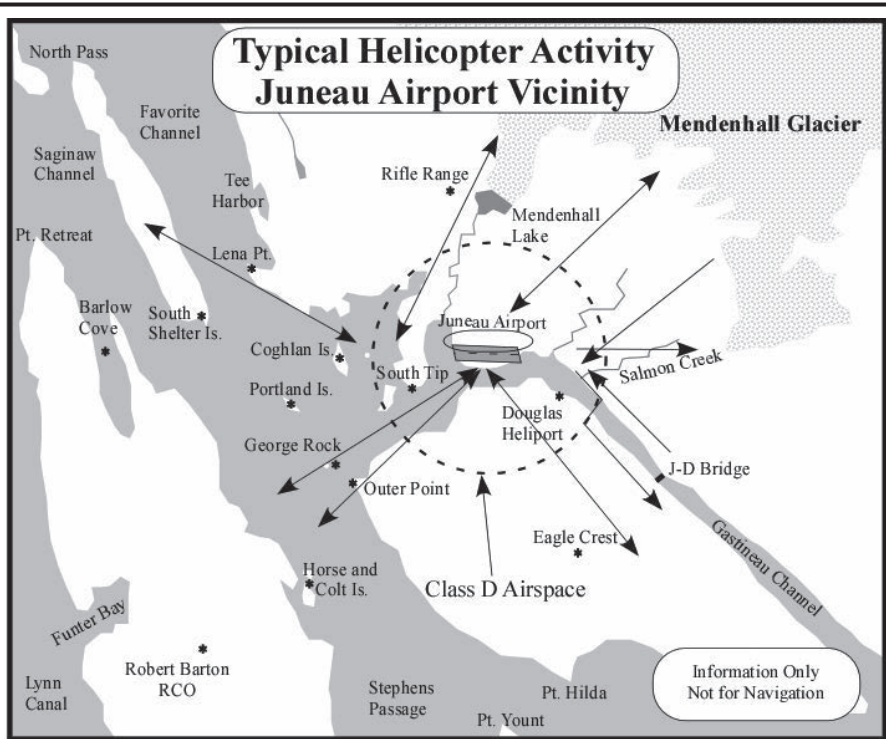 Typical Helicopter Activity
Juneau Airport Vicinity
North Pass
Favorite
Channel
Saginaw
Channel
Tee
Harbor
Pt. Retreat
Lena Pt.
Rifle Range
Mendenhall Glacier
Mendenhall
Lake
Barlow
Cove
South
Shelter Is.
Juneau Airport
Coghlan Is.
South Tip
Salmon Creek
Portland Is.
Douglas
Heliport
George Rock
J-D Bridge
Outer Point
Eagle Crest
Horse and
Colt Is.
Class D Airspace
Gastineau Channel
Funter Bay
Robert Barton
RCO
Lynn
Canal
Stephens
Passage
Pt. Hilda
Pt. Yount
Information Only
Not for Navigation